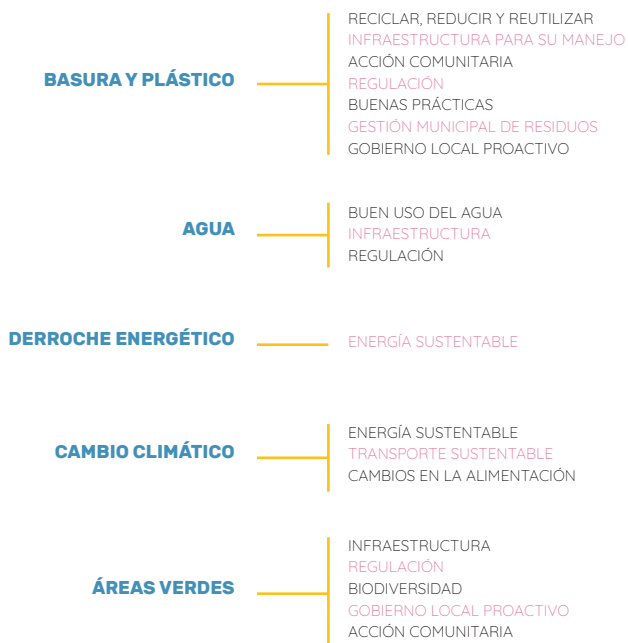 BASURA Y PLÁSTICO
RECICLAR, REDUCIR Y REUTILIZAR
INFRAESTRUCTURA PARA SU MANEJO
ACCIÓN COMUNITARIA
REGULACIÓN
BUENAS PRÁCTICAS
GESTIÓN MUNICIPAL DE RESIDUOS
GOBIERNO LOCAL PROACTIVO
AGUA
BUEN USO DEL AGUA
INFRAESTRUCTURA
REGULACIÓN
DERROCHE ENERGÉTICO
ENERGÍA SUSTENTABLE
CAMBIO CLIMÁTICO
ENERGÍA SUSTENTABLE
TRANSPORTE SUSTENTABLE
CAMBIOS EN LA ALIMENTACIÓN
ÁREAS VERDES
INFRAESTRUCTURA
REGULACIÓN
BIODIVERSIDAD
GOBIERNO LOCAL PROACTIVO
ACCIÓN COMUNITARIA